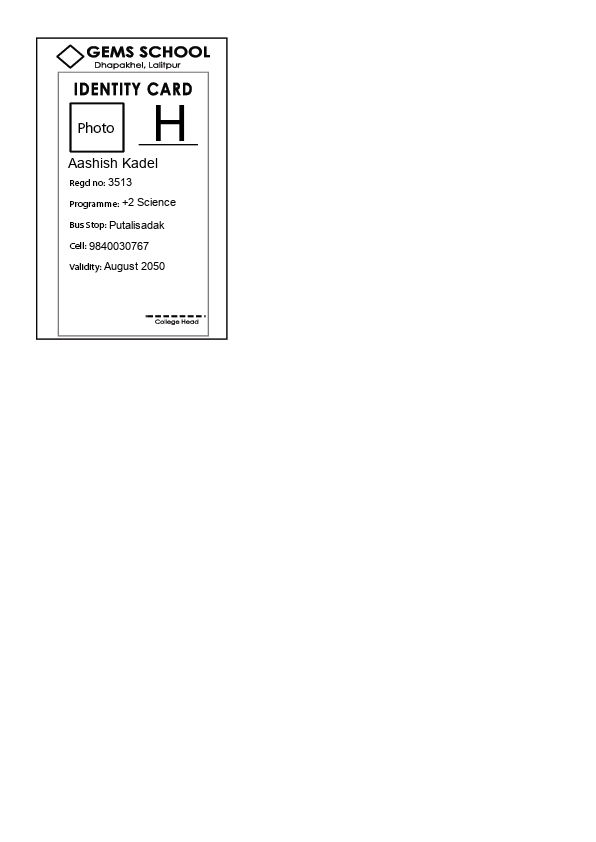 GEMS SCHOOL
Dhapakhel, Lalitpur
IDENTITY CARD
Photo
H
Aashish Kadel
Regd no: 3513
Programme: +2 Science
Bus Stop: Putalisadak
Cell: 9840030767
Validity: August 2050
College Head